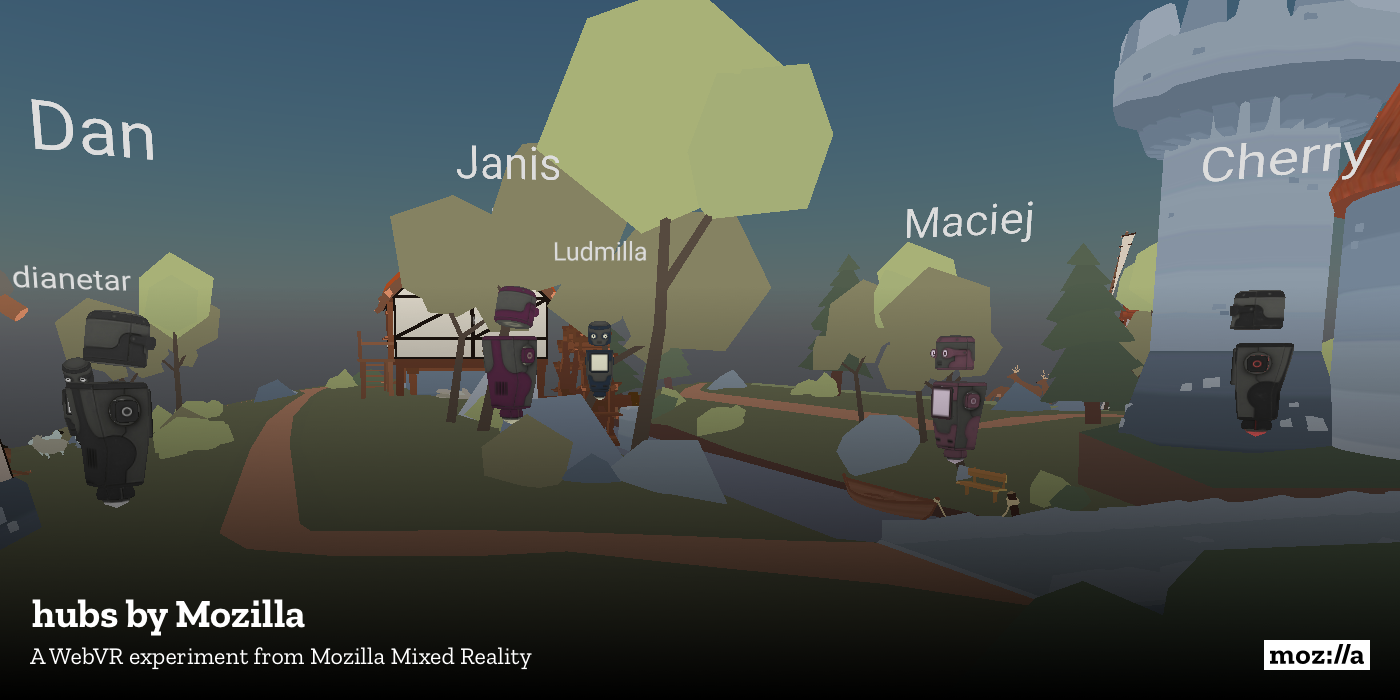 Dan
Janis
Cherry
Maciej
Ludmilla
dianetar
hubs by Mozilla
A WebVR experiment from Mozilla Mixed Reality
moz://a